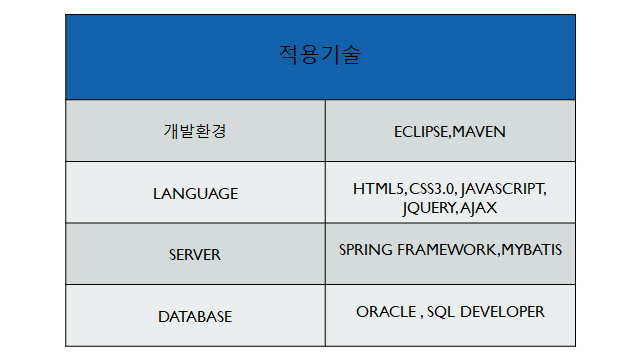 적용기술
개발환경
ECLIPSE,MAVEN
LANGUAGE
HTML5,CSS3.0, JAVASCRIPT,
JQUERY,AJAX
SERVER
SPRING FRAMEWORK,MYBATIS
DATABASE
ORACLE , SQL DEVELOPER